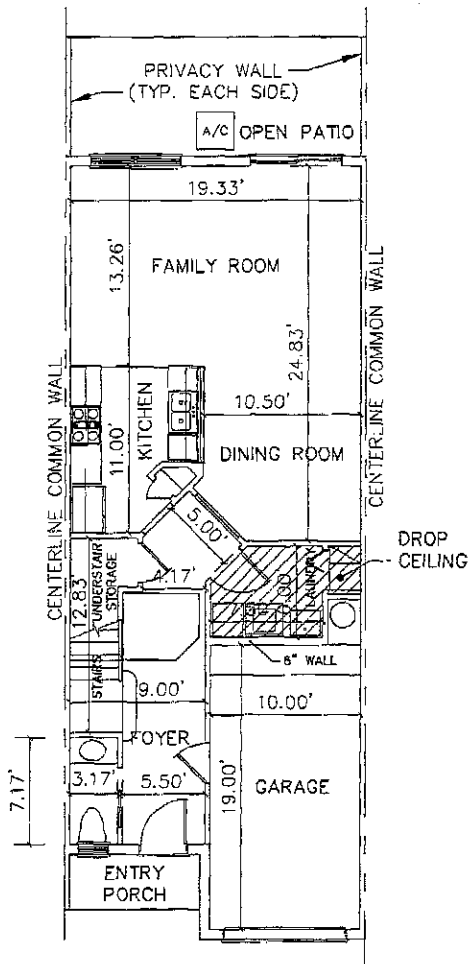 PRIVACY WALL
(TYP. EACH SIDE)
A/C
OPEN PATIO
19.33'
13.26'
FAMILY ROOM
24.83'
CENTERLINE COMMON WALL
CENTERLINE COMMON WALL
11.00'
KITCHEN
10.50'
DINING ROOM
5.00'
4.17'
DROP
CEILING
LAUNDRY
12.83'
UNDERSTAIR
STORAGE
STAIRS
8" WALL
9.00'
10.00'
FOYER
7.17'
3.17'
5.50'
19.00'
GARAGE
ENTRY
PORCH